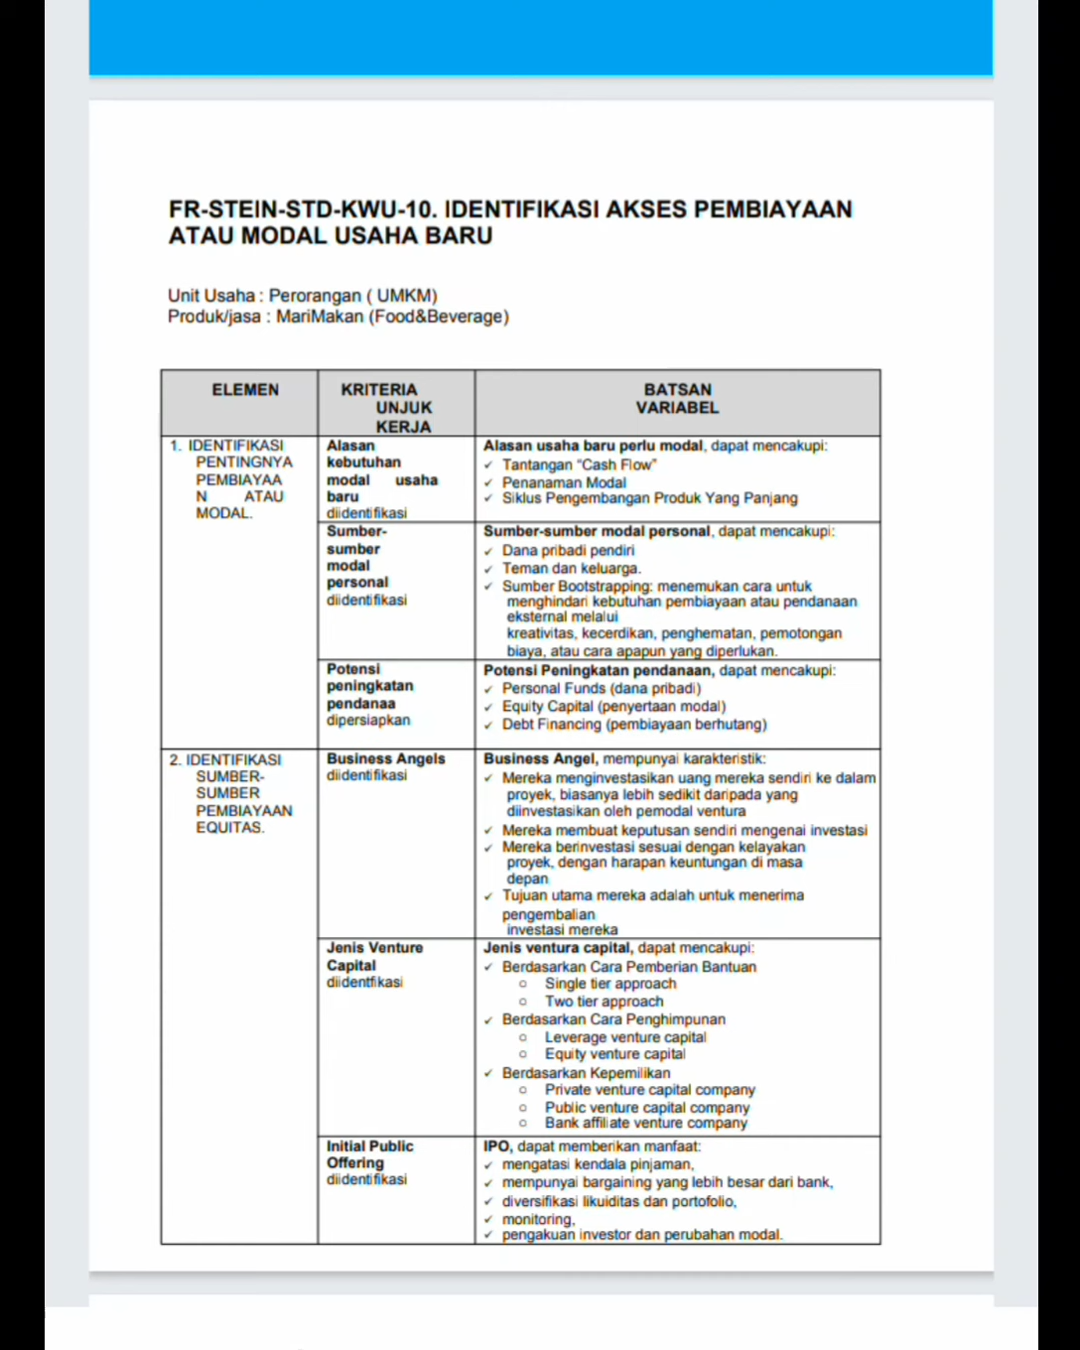 FR-STEIN-STD-KWU-10. IDENTIFIKASI AKSES PEMBIAYAAN
ATAU MODAL USAHA BARU
Unit Usaha : Perorangan ( UMKM)
Produk/jasa : MariMakan (Food&Beverage)
ELEMEN
KRITERIA
UNJUK
KERJA
BATSAN
VARIABEL
1. IDENTIFIKASI
PENTINGNYA
PEMBIAYAA
N ATAU
MODAL.
Alasan
kebutuhan
modal usaha
baru
diidentifikasi
Alasan usaha baru perlu modal, dapat mencakupi:
✓ Tantangan “Cash Flow”
✓ Penanaman Modal
✓ Siklus Pengembangan Produk Yang Panjang
Sumber-
sumber
modal
personal
diidentifikasi
Sumber-sumber modal personal, dapat mencakupi:
✓ Dana pribadi pendiri
✓ Teman dan keluarga.
✓ Sumber Bootstrapping: menemukan cara untuk
menghindari kebutuhan pembiayaan atau pendanaan
eksternal melalui
kreativitas, kecerdikan, penghematan, pemotongan
biaya, atau cara apapun yang diperlukan.
Potensi
peningkatan
pendanaa
dipersiapkan
Potensi Peningkatan pendanaan, dapat mencakupi:
✓ Personal Funds (dana pribadi)
✓ Equity Capital (penyertaan modal)
✓ Debt Financing (pembiayaan berhutang)
2. IDENTIFIKASI
SUMBER-
SUMBER
PEMBIAYAAN
EQUITAS.
Business Angels
diidentifikasi
Business Angel, mempunyai karakteristik:
✓ Mereka menginvestasikan uang mereka sendiri ke dalam
proyek, biasanya lebih sedikit daripada yang
diinvestasikan oleh pemodal ventura
✓ Mereka membuat keputusan sendiri mengenai investasi
✓ Mereka berinvestasi sesuai dengan kelayakan
proyek, dengan harapan keuntungan di masa
depan
✓ Tujuan utama mereka adalah untuk menerima
pengembalian
investasi mereka
Jenis Venture
Capital
diidentfikasi
Jenis ventura capital, dapat mencakupi:
✓ Berdasarkan Cara Pemberian Bantuan
○ Single tier approach
○ Two tier approach
✓ Berdasarkan Cara Penghimpunan
○ Leverage venture capital
○ Equity venture capital
✓ Berdasarkan Kepemilikan
○ Private venture capital company
○ Public venture capital company
○ Bank affiliate venture company
Initial Public
Offering
diidentifikasi
IPO, dapat memberikan manfaat:
✓ mengatasi kendala pinjaman,
✓ mempunyai bargaining yang lebih besar dari bank,
✓ diversifikasi likuiditas dan portofolio,
✓ monitoring,
✓ pengakuan investor dan perubahan modal.